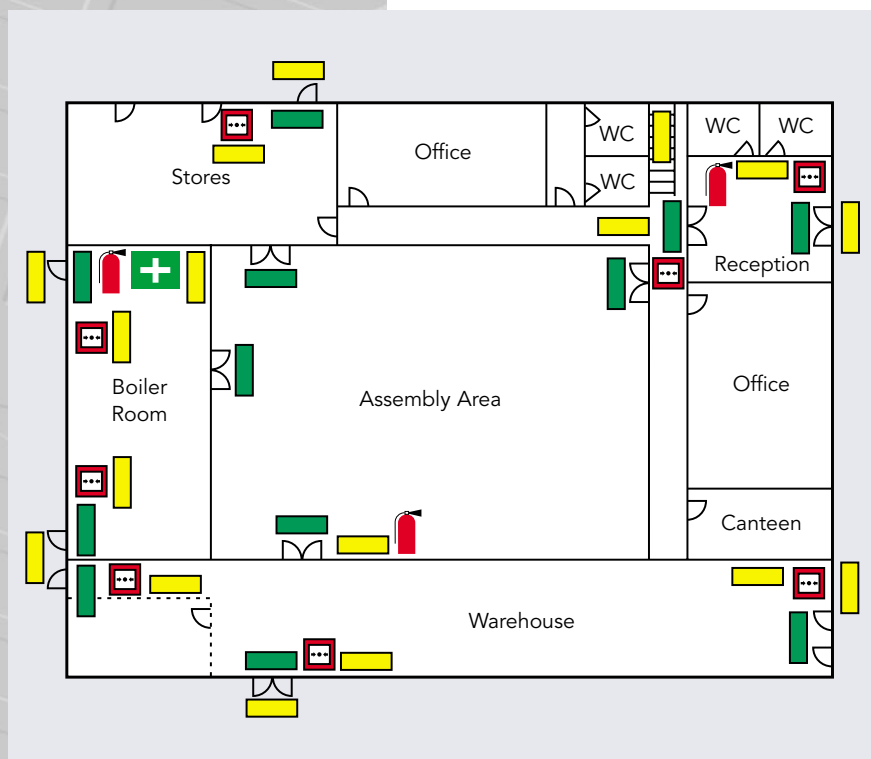 WC
WC
WC
Office
Stores
WC
Reception
Boiler
Room
Assembly Area
Office
Canteen
Warehouse